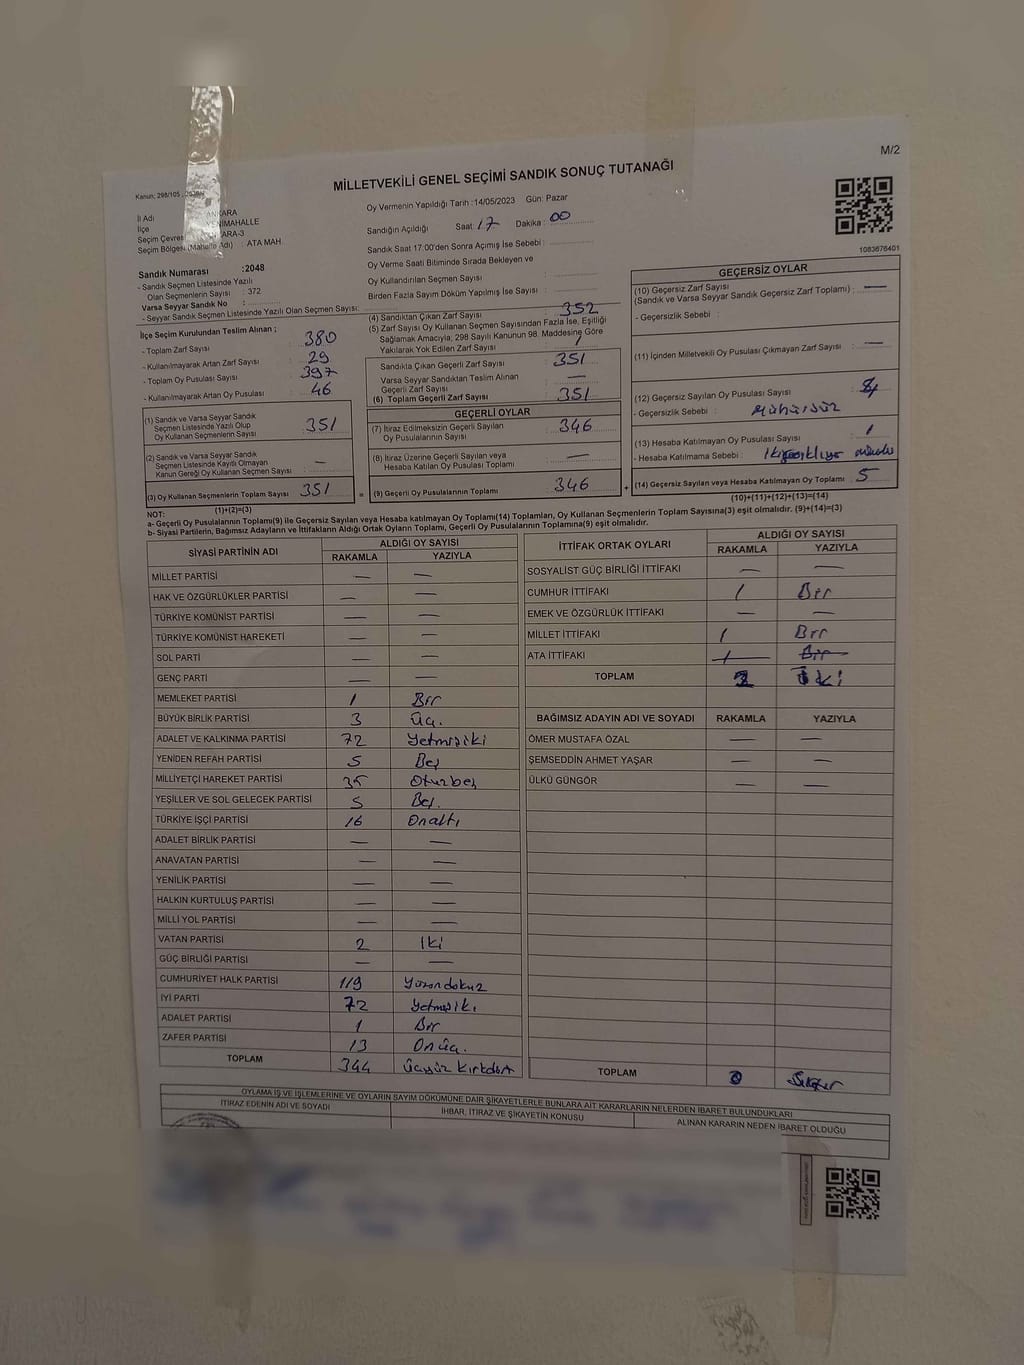 M/2
MİLLETVEKİLİ GENEL SEÇİMİ SANDIK SONUÇ TUTANAĞI
1083676401
Kanun: 298/105
İl Adı ANKARA
İlçe YENİMAHALLE
Seçim Çevresi ANKARA-3
Seçim Bölgesi (Mahalle Adı) : ATA MAH.
Sandık Numarası :2048
- Sandık Seçmen Listesinde Yazılı
Olan Seçmenlerin Sayısı : 372
Varsa Seyyar Sandık No :
- Seyyar Sandık Listesinde Yazılı Olan Seçmen Sayısı:
Oy Vermenin Yapıldığı Tarih :14/05/2023 Gün: Pazar
Sandığın Açıldığı Saat 17 Dakika : 00
Sandık Saat 17:00'den Sonra Açılmış İse Sebebi :
Oy Verme Saati Bitiminde Sırada Bekleyen ve
Oy Kullandırılan Seçmen Sayısı :
Birden Fazla Sayım Döküm Yapılmış İse Sayısı :
İlçe Seçim Kurulundan Teslim Alınan ;
- Toplam Zarf Sayısı : 380
- Kullanılmayarak Artan Zarf Sayısı : 29
- Toplam Oy Pusulası Sayısı : 397
- Kullanılmayarak Artan Oy Pusulası : 46
(1) Sandık ve Varsa Seyyar Sandık
Seçmen Listesinde Yazılı Olup
Oy Kullanan Seçmenlerin Sayısı : 351
(2) Sandık ve Varsa Seyyar Sandık
Seçmen Listesinde Kayıtlı Olmayan
Kanun Gereği Oy Kullanan Seçmen Sayısı : —
(3) Oy Kullanan Seçmenlerin Toplam Sayısı : 351
(1)+(2)=(3)
(4) Sandıktan Çıkan Zarf Sayısı : 352
(5) Zarf Sayısı Oy Kullanan Seçmen Sayısından Fazla İse, Eşitliği
Sağlamak Amacıyla; 298 Sayılı Kanunun 98. Maddesine Göre
Yakılarak Yok Edilen Zarf Sayısı : 1
Sandıkta Çıkan Geçerli Zarf Sayısı : 351
Varsa Seyyar Sandıktan Teslim Alınan
Geçerli Zarf Sayısı : —
(6) Toplam Geçerli Zarf Sayısı : 351
GEÇERLİ OYLAR
(7) İtiraz Edilmeksizin Geçerli Sayılan
Oy Pusulalarının Sayısı : 346
(8) İtiraz Üzerine Geçerli Sayılan veya
Hesaba Katılan Oy Pusulası Toplamı : —
= (9) Geçerli Oy Pusulalarının Toplamı : 346 +
GEÇERSİZ OYLAR
(10) Geçersiz Zarf Sayısı
(Sandık ve Varsa Seyyar Sandık Geçersiz Zarf Toplamı) : —
- Geçersizlik Sebebi :
(11) İçinden Milletvekili Oy Pusulası Çıkmayan Zarf Sayısı : —
(12) Geçersiz Sayılan Oy Pusulası Sayısı : 4
- Geçersizlik Sebebi : Mühürsüz
(13) Hesaba Katılmayan Oy Pusulası Sayısı : 1
- Hesaba Katılmama Sebebi :
(14) Geçersiz Sayılan veya Hesaba Katılmayan Oy Toplamı : 5
(10)+(11)+(12)+(13)=(14)
NOT:
a- Geçerli Oy Pusulalarının Toplamı(9) ile Geçersiz Sayılan veya Hesaba katılmayan Oy Toplamı(14) Toplamları, Oy Kullanan Seçmenlerin Toplam Sayısına(3) eşit olmalıdır. (9)+(14)=(3)
b- Siyasi Partilerin, Bağımsız Adayların ve İttifakların Aldığı Ortak Oyların Toplamı, Geçerli Oy Pusulalarının Toplamına(9) eşit olmalıdır.
SİYASİ PARTİNİN ADI ALDIĞI OY SAYISI
RAKAMLA YAZIYLA
MİLLET PARTİSİ — —
HAK VE ÖZGÜRLÜKLER PARTİSİ — —
TÜRKİYE KOMÜNİST PARTİSİ — —
TÜRKİYE KOMÜNİST HAREKETİ — —
SOL PARTİ — —
GENÇ PARTİ — —
MEMLEKET PARTİSİ 1 Bir
BÜYÜK BİRLİK PARTİSİ 3 Üç.
ADALET VE KALKINMA PARTİSİ 72 Yetmişiki
YENİDEN REFAH PARTİSİ 5 Beş
MİLLİYETÇİ HAREKET PARTİSİ 35 Otuzbeş
YEŞİLLER VE SOL GELECEK PARTİSİ 5 Beş.
TÜRKİYE İŞÇİ PARTİSİ 16 Onaltı
ADALET BİRLİK PARTİSİ — —
ANAVATAN PARTİSİ — —
YENİLİK PARTİSİ — —
HALKIN KURTULUŞ PARTİSİ — —
MİLLİ YOL PARTİSİ — —
VATAN PARTİSİ 2 İki
GÜÇ BİRLİĞİ PARTİSİ — —
CUMHURİYET HALK PARTİSİ 119 Yüzondokuz
İYİ PARTİ 72 Yetmişiki
ADALET PARTİSİ 1 Bir
ZAFER PARTİSİ 13 Onüç.
TOPLAM 344 Üçyüz Kırkdört
İTTİFAK ORTAK OYLARI ALDIĞI OY SAYISI
RAKAMLA YAZIYLA
SOSYALİST GÜÇ BİRLİĞİ İTTİFAKI — —
CUMHUR İTTİFAKI 1 Bir
EMEK VE ÖZGÜRLÜK İTTİFAKI — —
MİLLET İTTİFAKI 1 Bir
ATA İTTİFAKI 1 Bir
TOPLAM 2 İki
BAĞIMSIZ ADAYIN ADI VE SOYADI RAKAMLA YAZIYLA
ÖMER MUSTAFA ÖZAL — —
ŞEMSEDDİN AHMET YAŞAR — —
ÜLKÜ GÜNGÖR — —
TOPLAM 0 Sıfır
OYLAMA İŞ VE İŞLEMLERİNE VE OYLARIN SAYIM DÖKÜMÜNE DAİR ŞİKAYETLERLE BUNLARA AİT KARARLARIN NELERDEN İBARET BULUNDUKLARI
İTİRAZ EDENİN ADI VE SOYADI İHBAR, İTİRAZ VE ŞİKAYETİN KONUSU ALINAN KARARIN NEDEN İBARET OLDUĞU